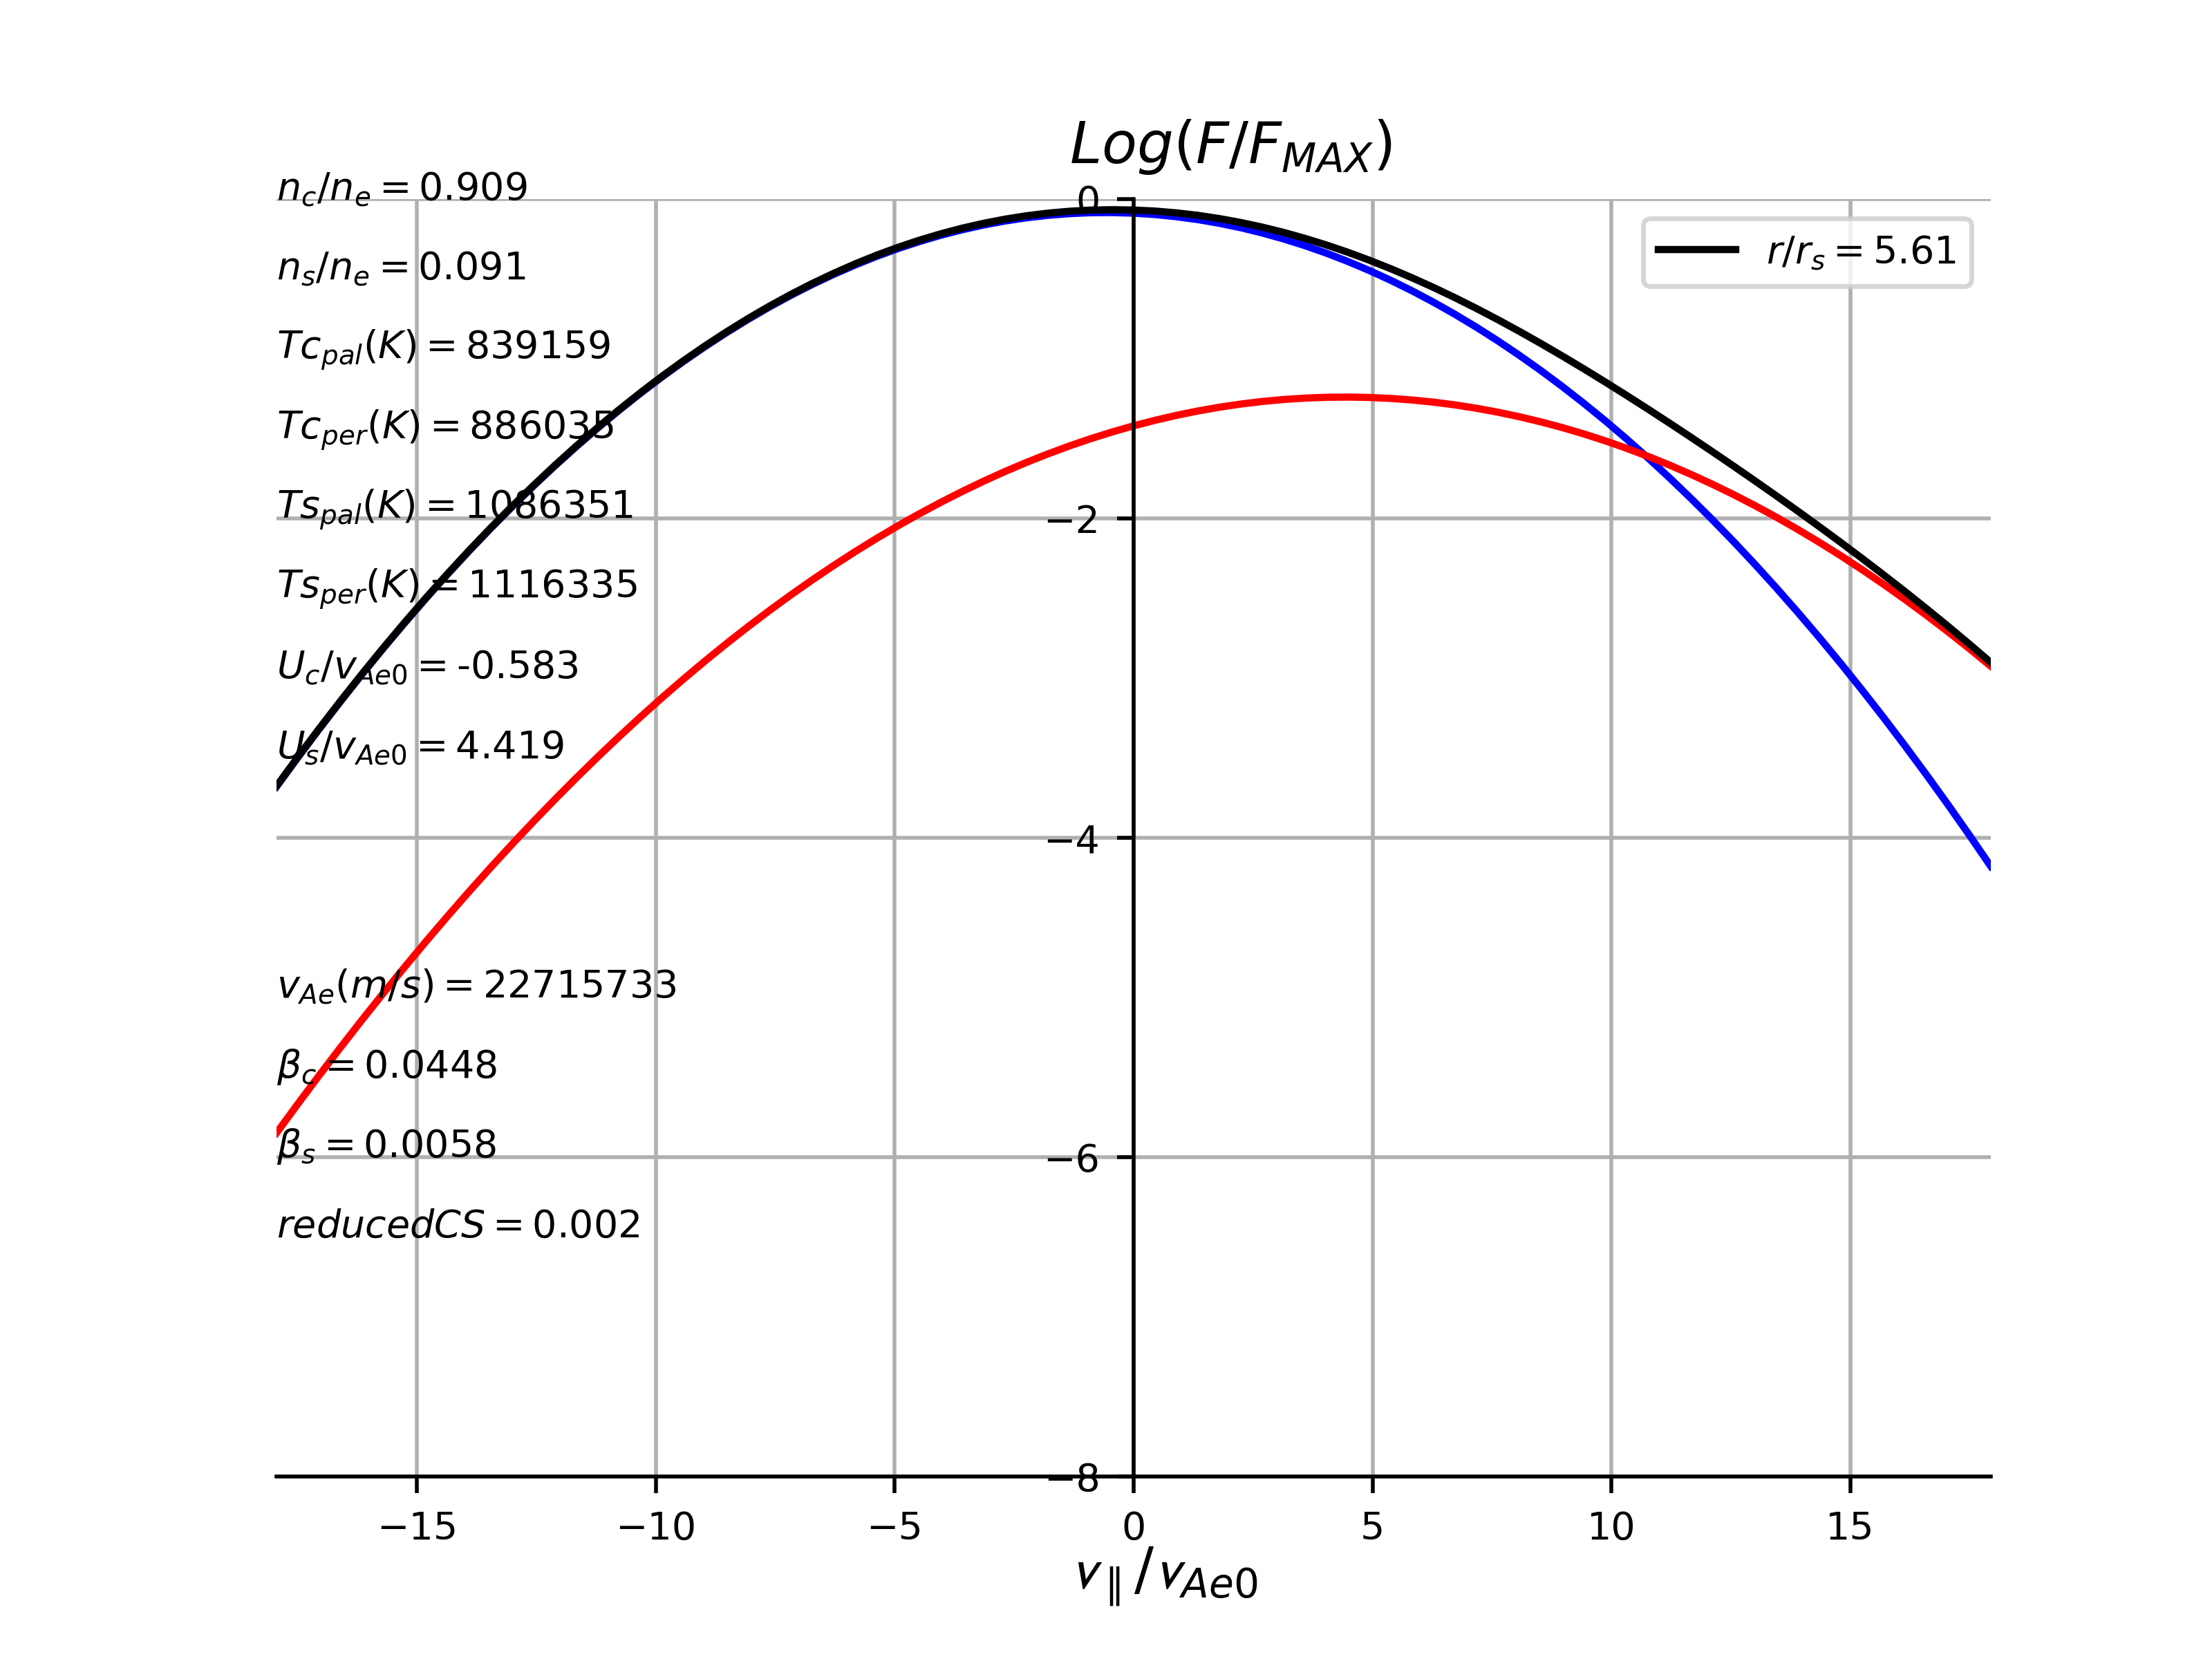 Log(F/F_MAX)
n_c/n_e = 0.909
0
r/r_s = 5.61
n_s/n_e = 0.091
Tc_pal(K) = 839159
Tc_per(K) = 886035
Ts_pal(K) = 1086351
−2
Ts_per(K) = 1116335
U_c/v_Ae0 = -0.583
U_s/v_Ae0 = 4.419
−4
v_Ae(m/s) = 22715733
β_c = 0.0448
β_s = 0.0058
−6
reducedCS = 0.002
−8
−15 −10 −5 0 5 10 15
v_∥/v_Ae0